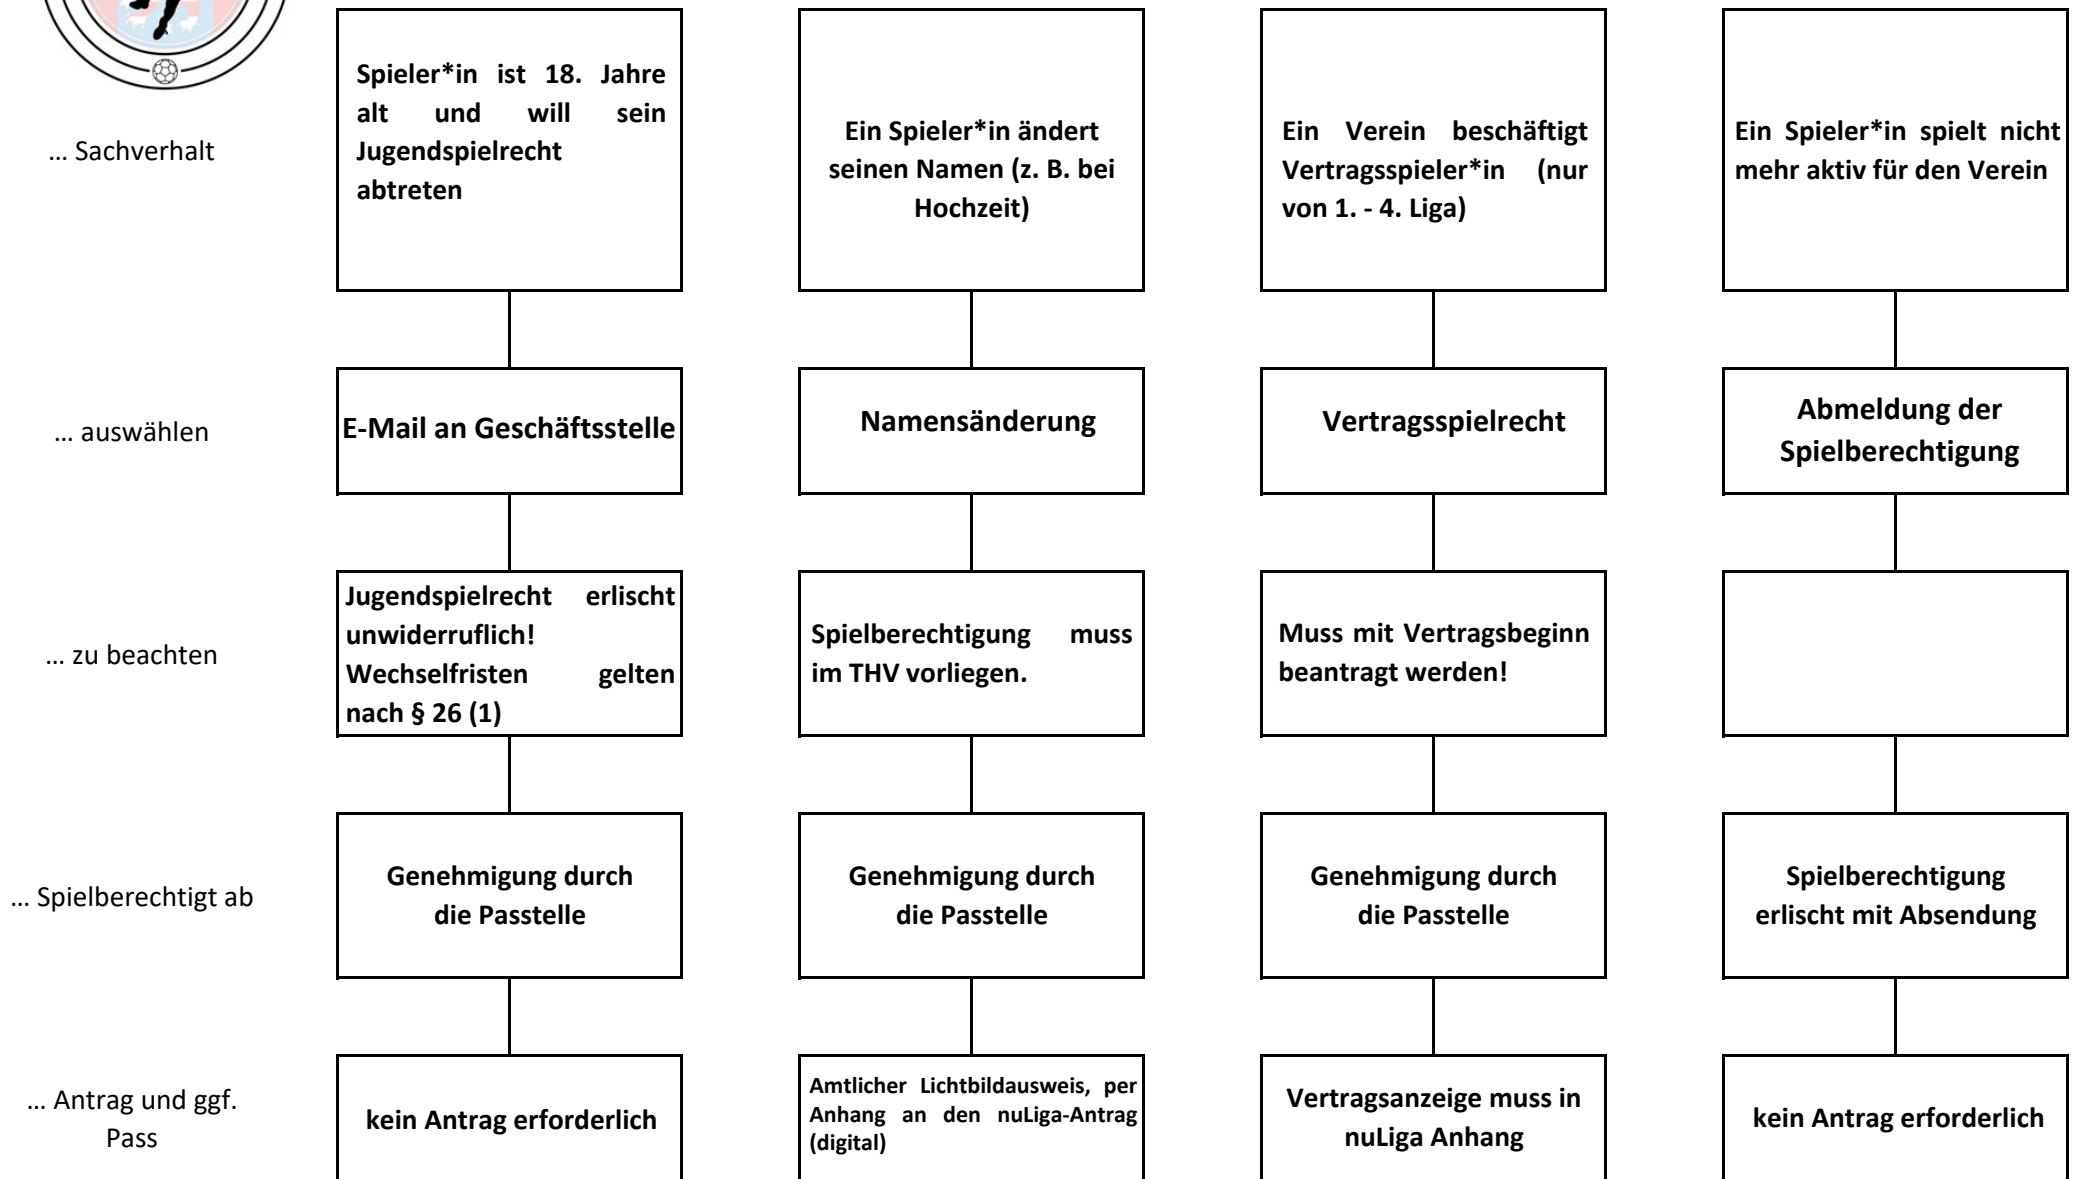 ... Sachverhalt
Spieler*in ist 18. Jahre
alt und will sein
Jugendspielrecht
abtreten
Ein Spieler*in ändert
seinen Namen (z. B. bei
Hochzeit)
Ein Verein beschäftigt
Vertragsspieler*in (nur
von 1. - 4. Liga)
Ein Spieler*in spielt nicht
mehr aktiv für den Verein
... auswählen
E-Mail an Geschäftsstelle
Namensänderung
Vertragsspielrecht
Abmeldung der
Spielberechtigung
... zu beachten
Jugendspielrecht erlischt
unwiderruflich!
Wechselfristen gelten
nach § 26 (1)
Spielberechtigung muss
im THV vorliegen.
Muss mit Vertragsbeginn
beantragt werden!
... Spielberechtigt ab
Genehmigung durch
die Passtelle
Genehmigung durch
die Passtelle
Genehmigung durch
die Passtelle
Spielberechtigung
erlischt mit Absendung
... Antrag und ggf.
Pass
kein Antrag erforderlich
Amtlicher Lichtbildausweis, per
Anhang an den nuLiga-Antrag
(digital)
Vertragsanzeige muss in
nuLiga Anhang
kein Antrag erforderlich